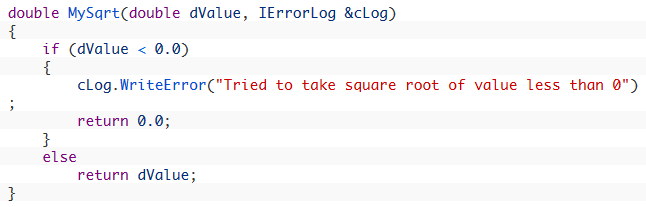 double MySqrt(double dValue, IErrorLog &cLog)
{
    if (dValue < 0.0)
    {
        cLog.WriteError("Tried to take square root of value less than 0")
;
        return 0.0;
    }
    else
        return dValue;
}